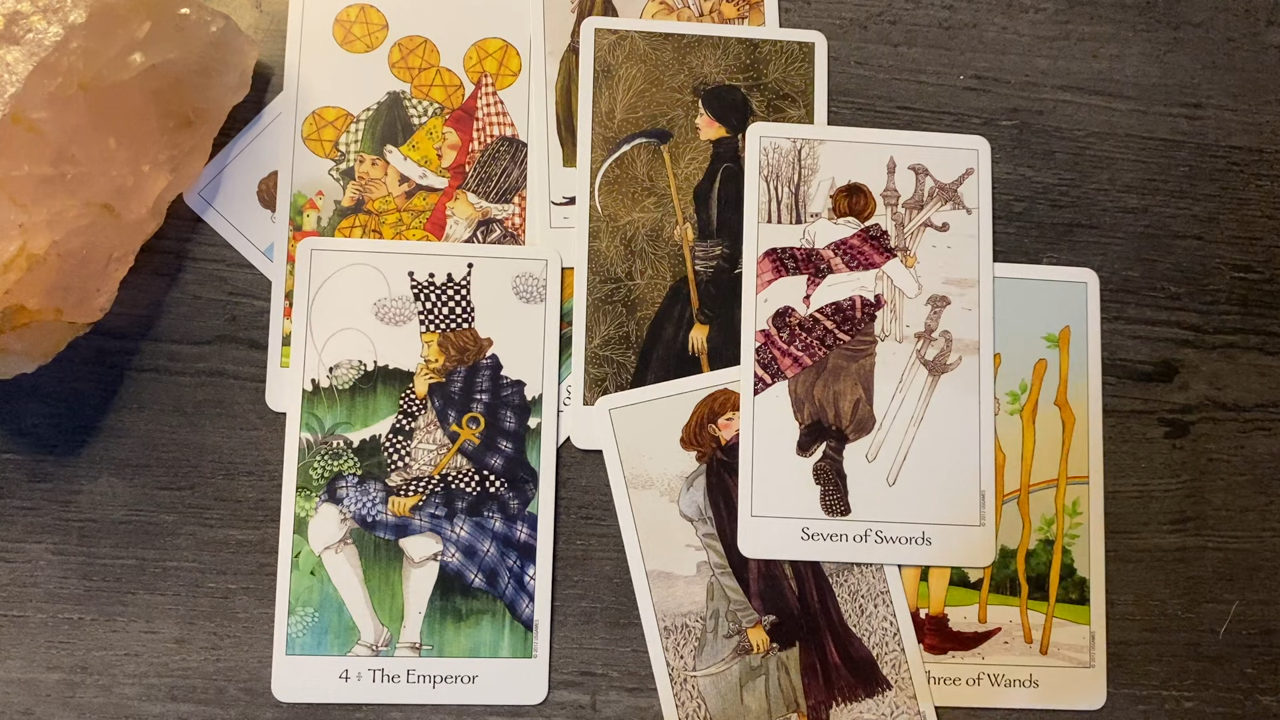 Seven of Swords
4 ÷ The Emperor
hree of Wands